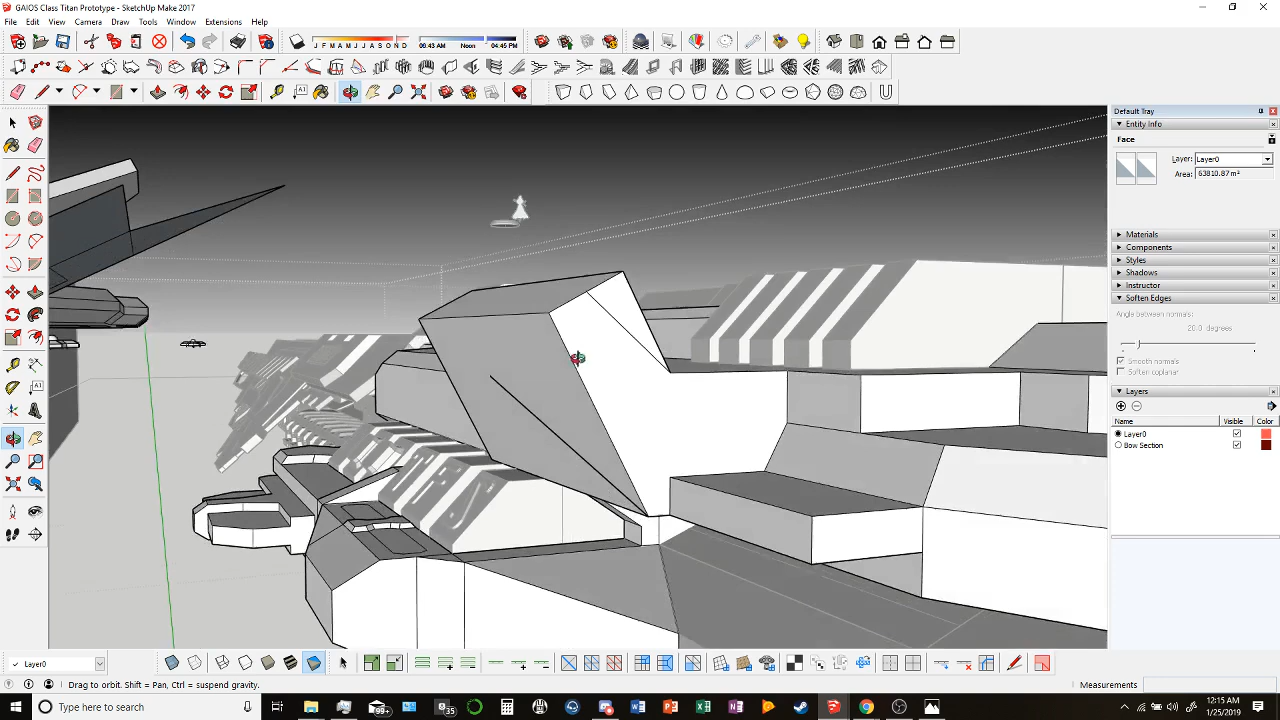 GAIOS Class Titan Prototype - SketchUp Make 2017
File Edit View Camera Draw Tools Window Extensions Help
J F M A M J J A S O N D
Noon 04:45 PM
Default Tray
Entity Info
Face
Layer: Layer0
Area: 63810.87 m²
Materials
Components
Styles
Shadows
Instructor
Soften Edges
Angle between normals:
20.0 degrees
Smooth normals
Soften coplanar
Layers
Name Visible Color
Layer0
Bow Section
Layer0
Drag to orbit. Shift = Pan, Ctrl = suspend gravity.
Measurements
Type here to search
99+
35
12:15 AM
1/25/2019